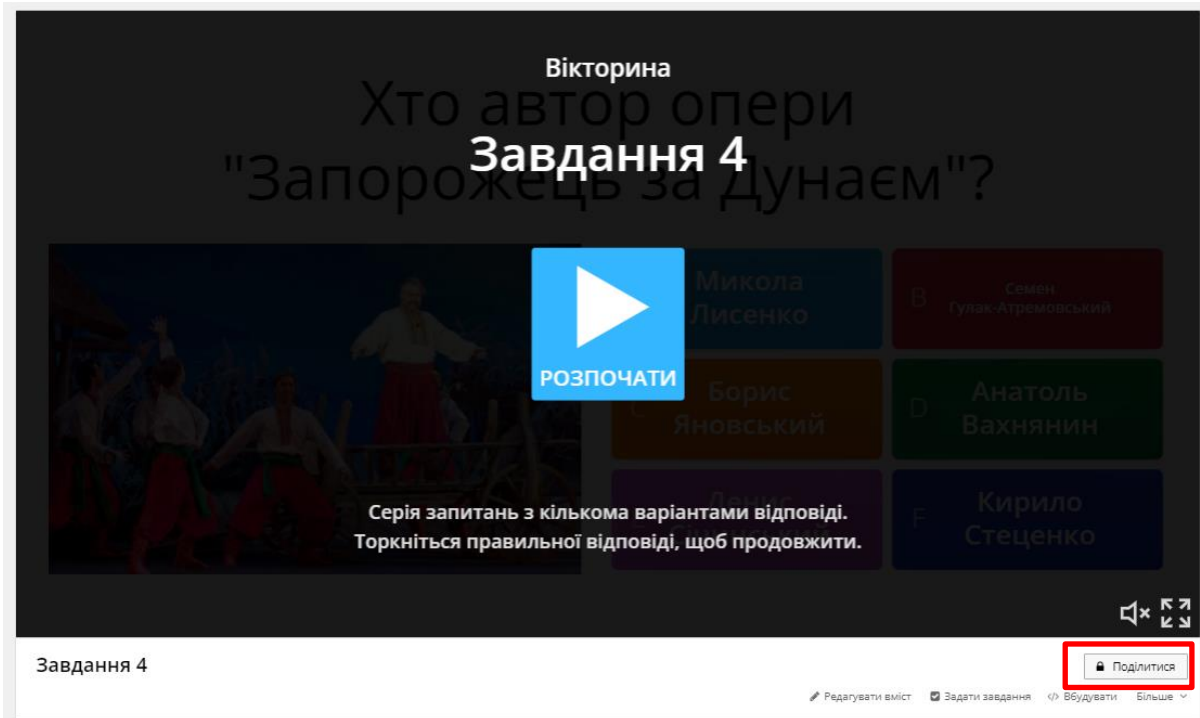 Вікторина
Хто автор опери
Завдання 4
"Запорожець за Дунаєм"?
Микола
Лисенко
B
Семен
Гулак-Атремовський
РОЗПОЧАТИ
C
Борис
Яновський
D
Анатоль
Вахнянин
Денис
Січинський
F
Кирило
Стеценко
Серія запитань з кількома варіантами відповіді.
Торкніться правильної відповіді, щоб продовжити.
Завдання 4
Поділитися
Редагувати вміст Задати завдання </> Вбудувати Більше